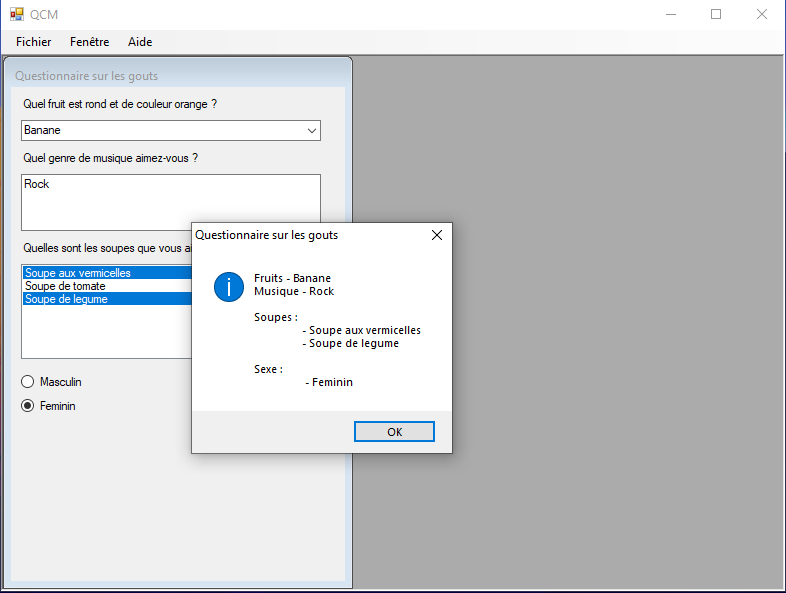 QCM
Fichier Fenêtre Aide
Questionnaire sur les gouts
Quel fruit est rond et de couleur orange ?
Banane
Quel genre de musique aimez-vous ?
Rock
Quelles sont les soupes que vous
Soupe aux vermicelles
Soupe de tomate
Soupe de legume
Masculin
Feminin
Questionnaire sur les gouts
Fruits - Banane
Musique - Rock
Soupes :
- Soupe aux vermicelles
- Soupe de legume
Sexe :
- Feminin
OK